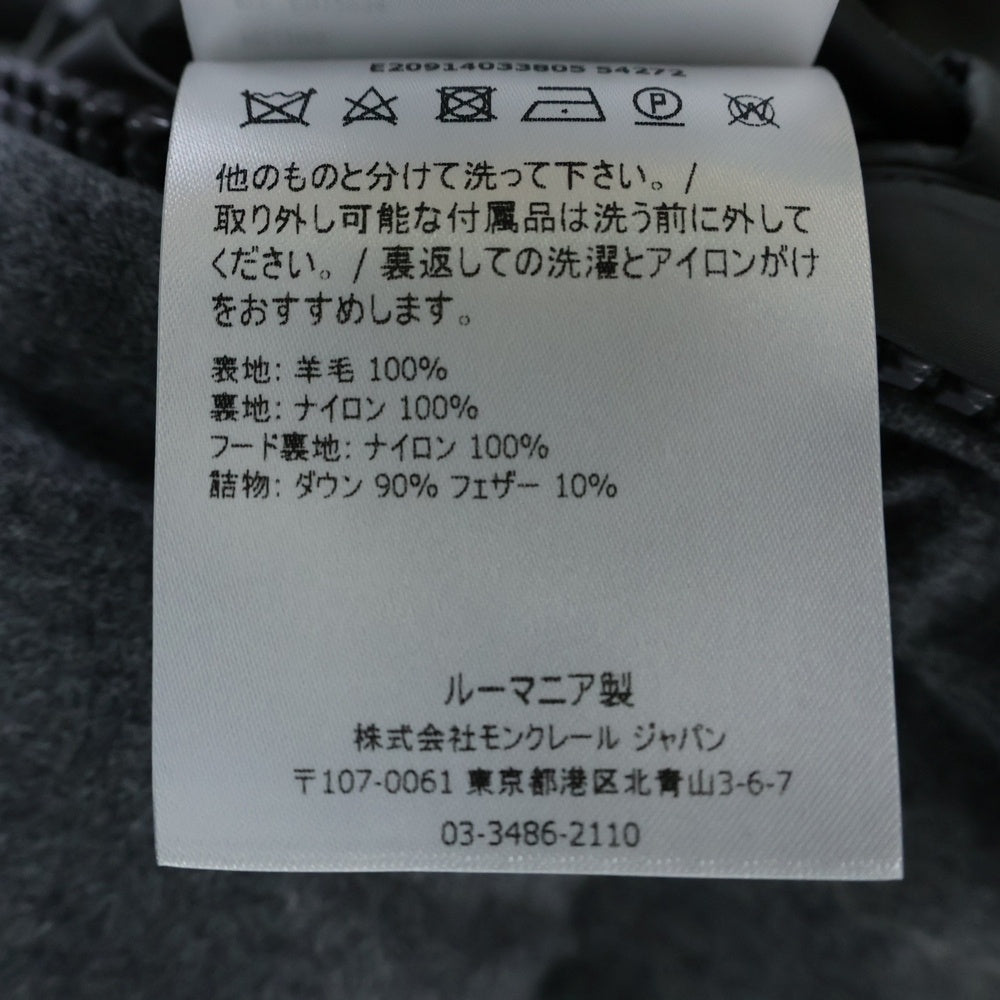 E20914033805 54272
P
W
他のものと分けて洗って下さい。/
取り外し可能な付属品は洗う前に外して
ください。/ 裏返しての洗濯とアイロンがけ
をおすすめします。
表地: 羊毛 100%
裏地: ナイロン 100%
フード裏地: ナイロン 100%
詰物: ダウン 90% フェザー 10%
ルーマニア製
株式会社モンクレール ジャパン
〒107-0061 東京都港区北青山3-6-7
03-3486-2110